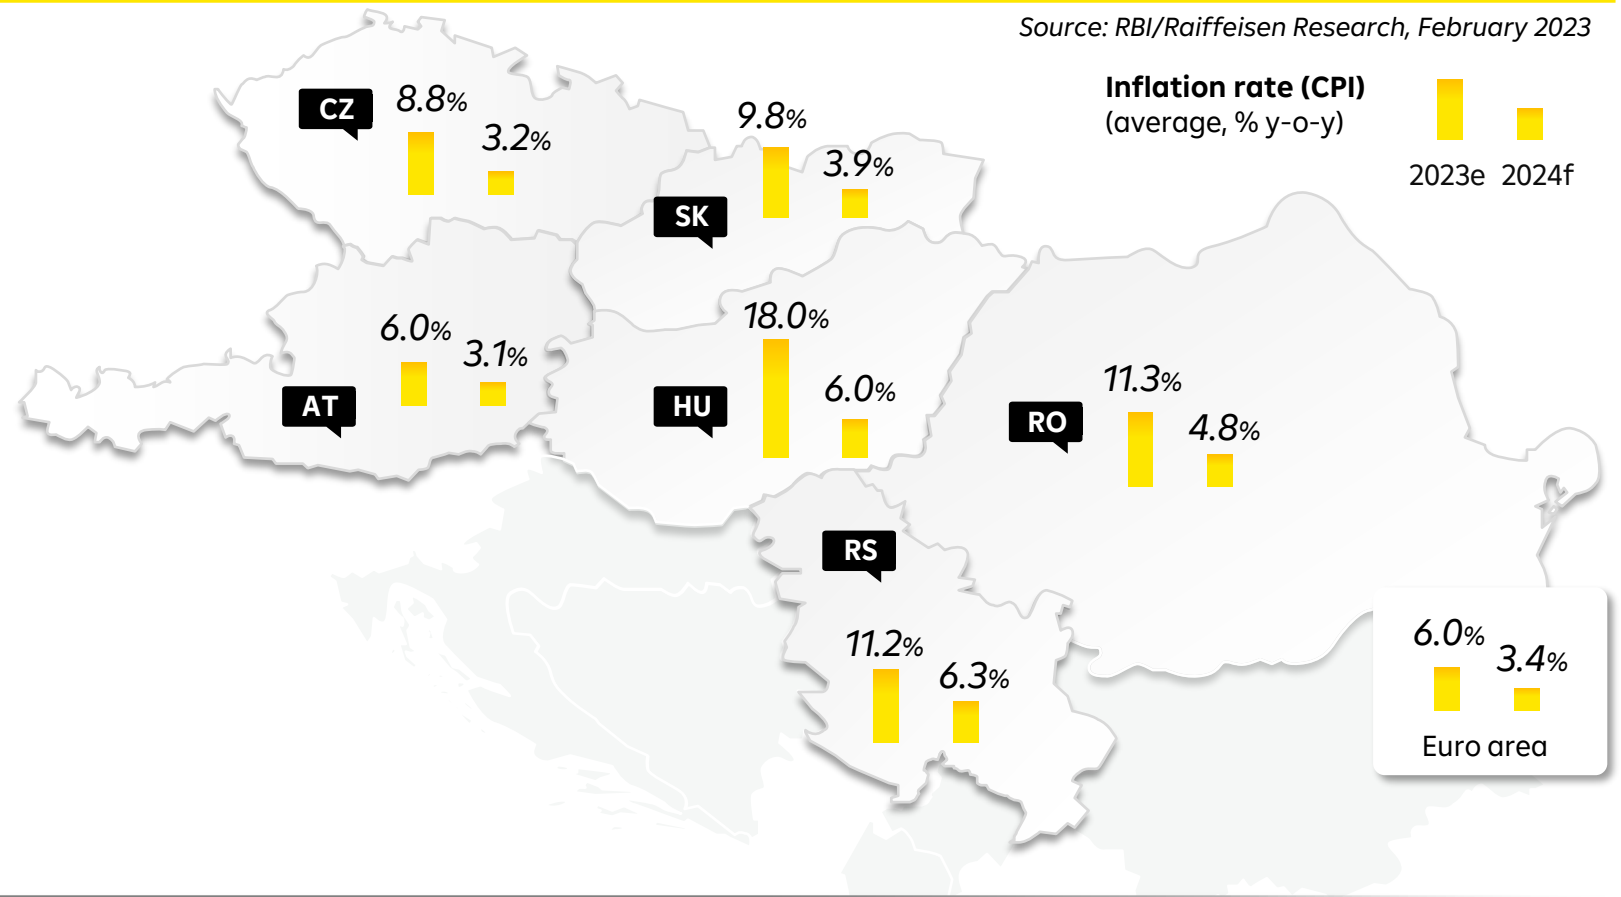 Source: RBI/Raiffeisen Research, February 2023
Inflation rate (CPI)
(average, % y-o-y)
2023e 2024f
CZ
8.8%
3.2%
SK
9.8%
3.9%
AT
6.0%
3.1%
HU
18.0%
6.0%
RO
11.3%
4.8%
RS
11.2%
6.3%
6.0%
3.4%
Euro area